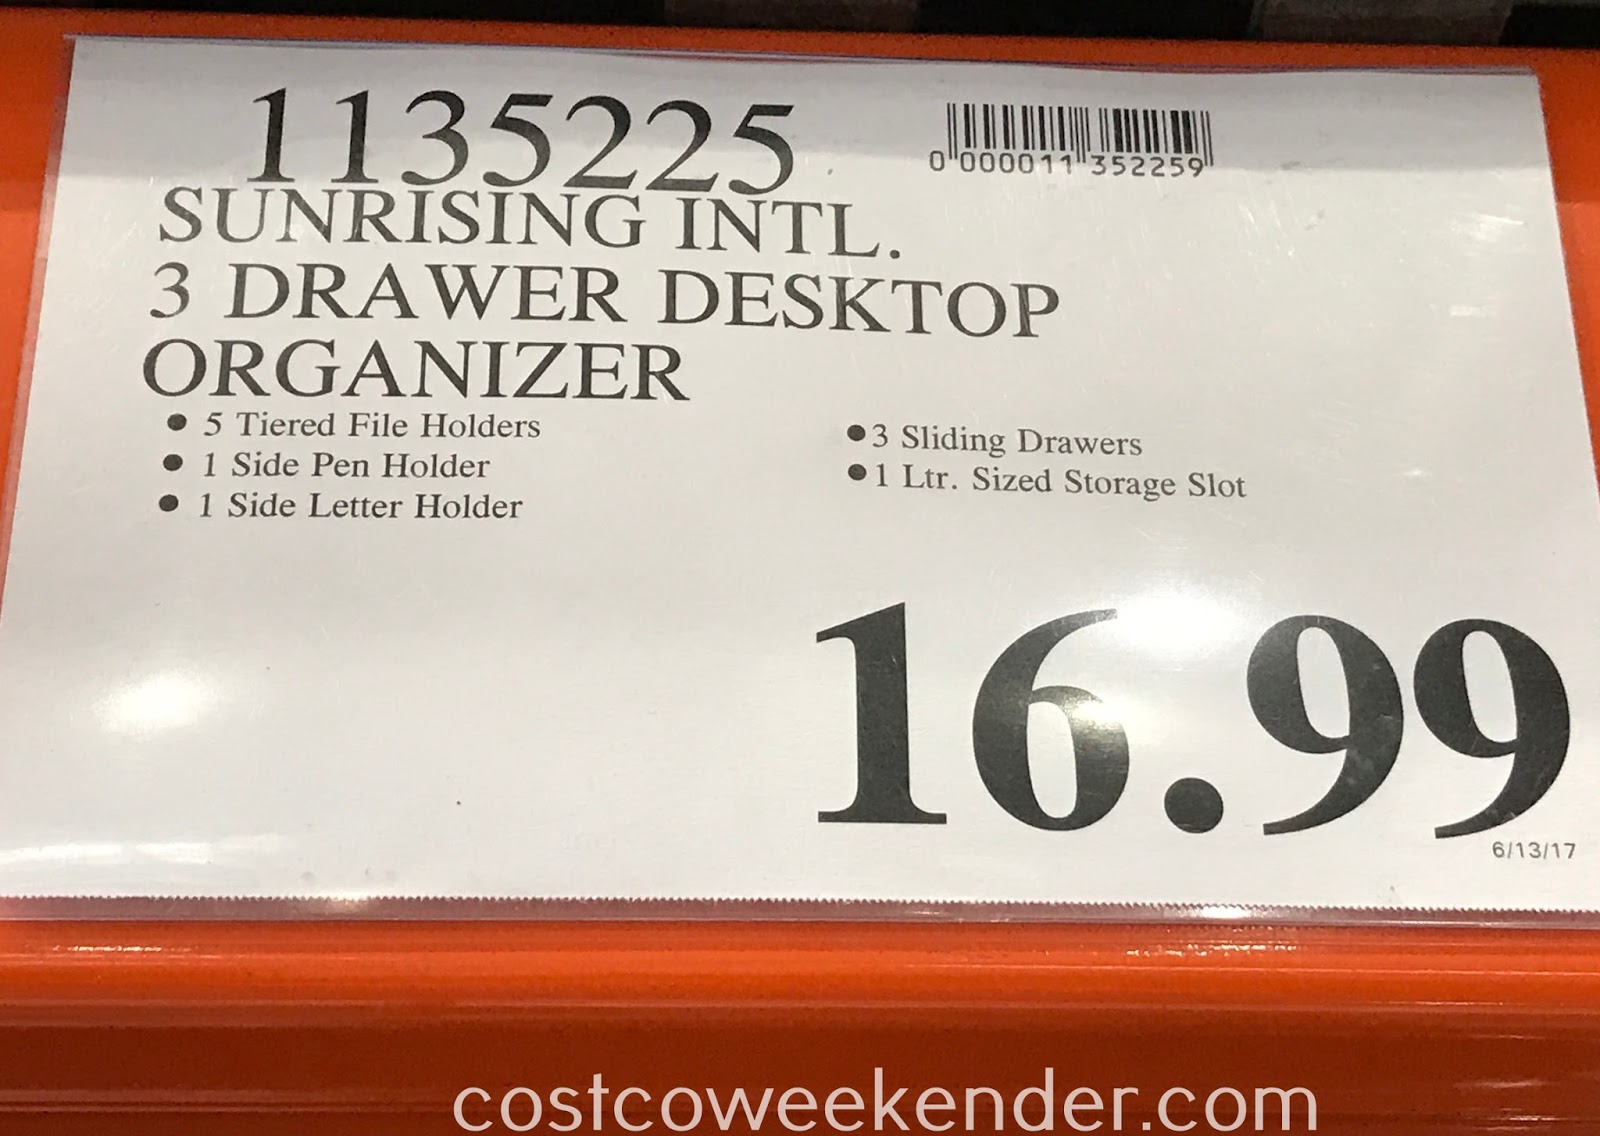 1135225
0 000011 352259
SUNRISING INTL.
3 DRAWER DESKTOP
ORGANIZER
• 5 Tiered File Holders
• 1 Side Pen Holder
• 1 Side Letter Holder
• 3 Sliding Drawers
• 1 Ltr. Sized Storage Slot
16.99
6/13/17
costcoweekender.com